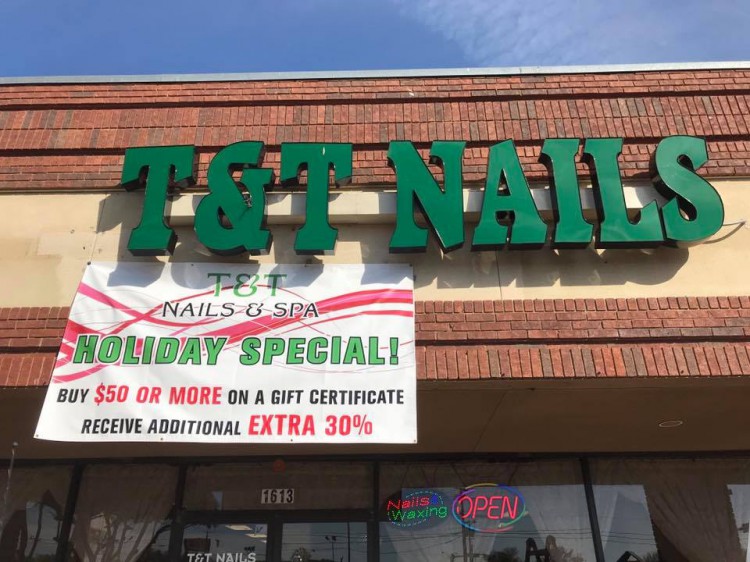 T&T NAILS
T&T
NAILS & SPA
HOLIDAY SPECIAL!
BUY $50 OR MORE ON A GIFT CERTIFICATE
RECEIVE ADDITIONAL EXTRA 30%
1613
Nails
Waxing
OPEN
T&T NAILS